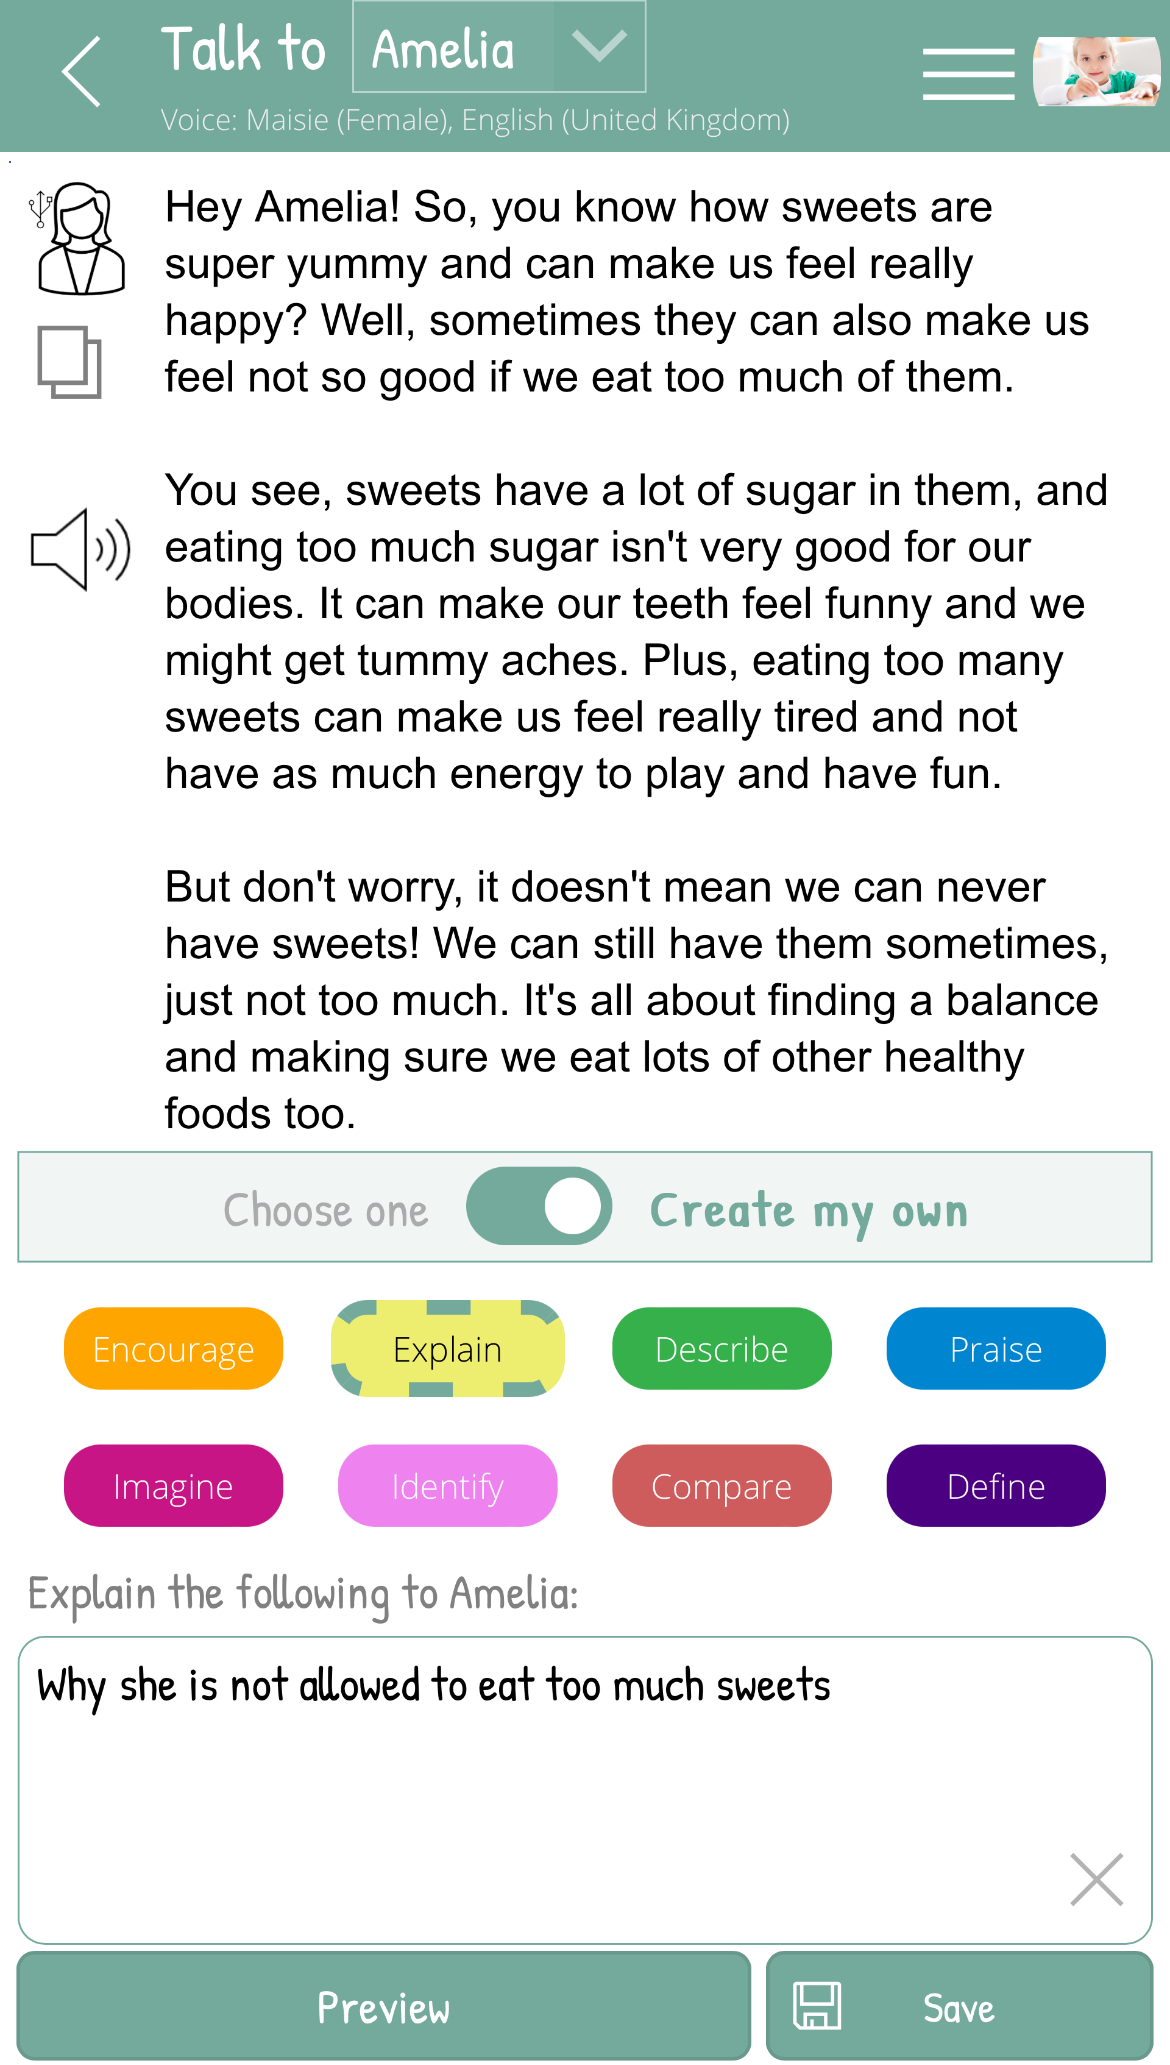 Talk to Amelia
Voice: Maisie (Female), English (United Kingdom)
Hey Amelia! So, you know how sweets are
super yummy and can make us feel really
happy? Well, sometimes they can also make us
feel not so good if we eat too much of them.
You see, sweets have a lot of sugar in them, and
eating too much sugar isn't very good for our
bodies. It can make our teeth feel funny and we
might get tummy aches. Plus, eating too many
sweets can make us feel really tired and not
have as much energy to play and have fun.
But don't worry, it doesn't mean we can never
have sweets! We can still have them sometimes,
just not too much. It's all about finding a balance
and making sure we eat lots of other healthy
foods too.
Choose one Create my own
Encourage Explain Describe Praise
Imagine Identify Compare Define
Explain the following to Amelia:
Why she is not allowed to eat too much sweets
Preview Save